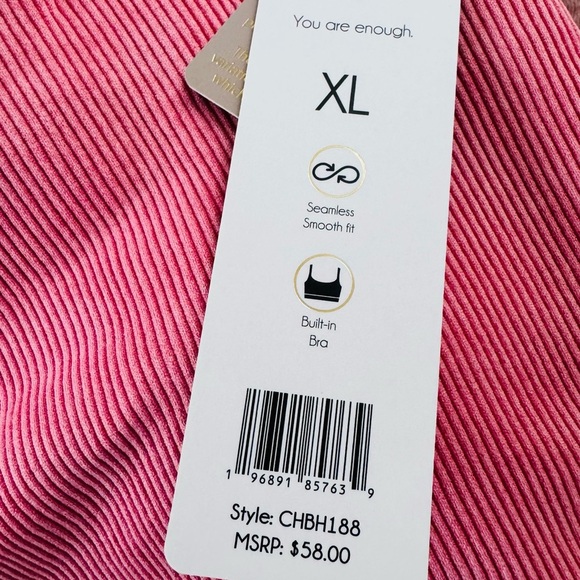 You are enough.
XL
Seamless
Smooth fit
Built-in
Bra
1 96891 85763 9
Style: CHBH188
MSRP: $58.00